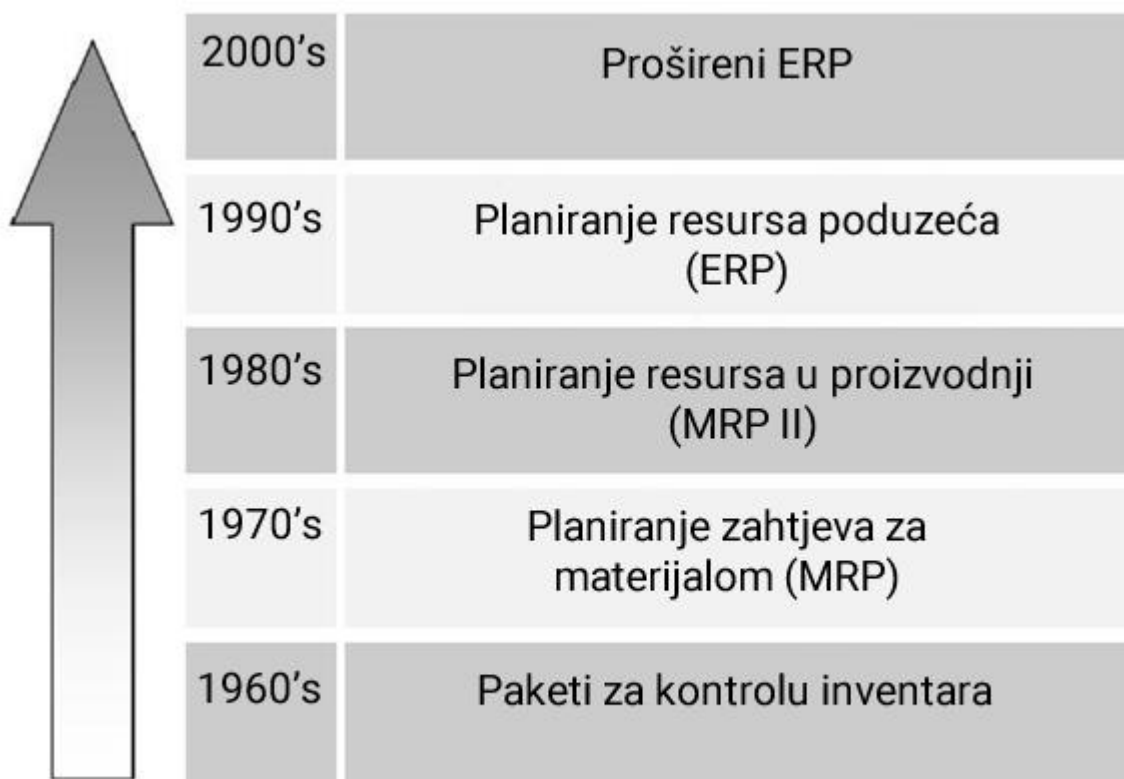 2000’s
Prošireni ERP
1990’s
Planiranje resursa poduzeća
(ERP)
1980’s
Planiranje resursa u proizvodnji
(MRP II)
1970’s
Planiranje zahtjeva za
materijalom (MRP)
1960’s
Paketi za kontrolu inventara